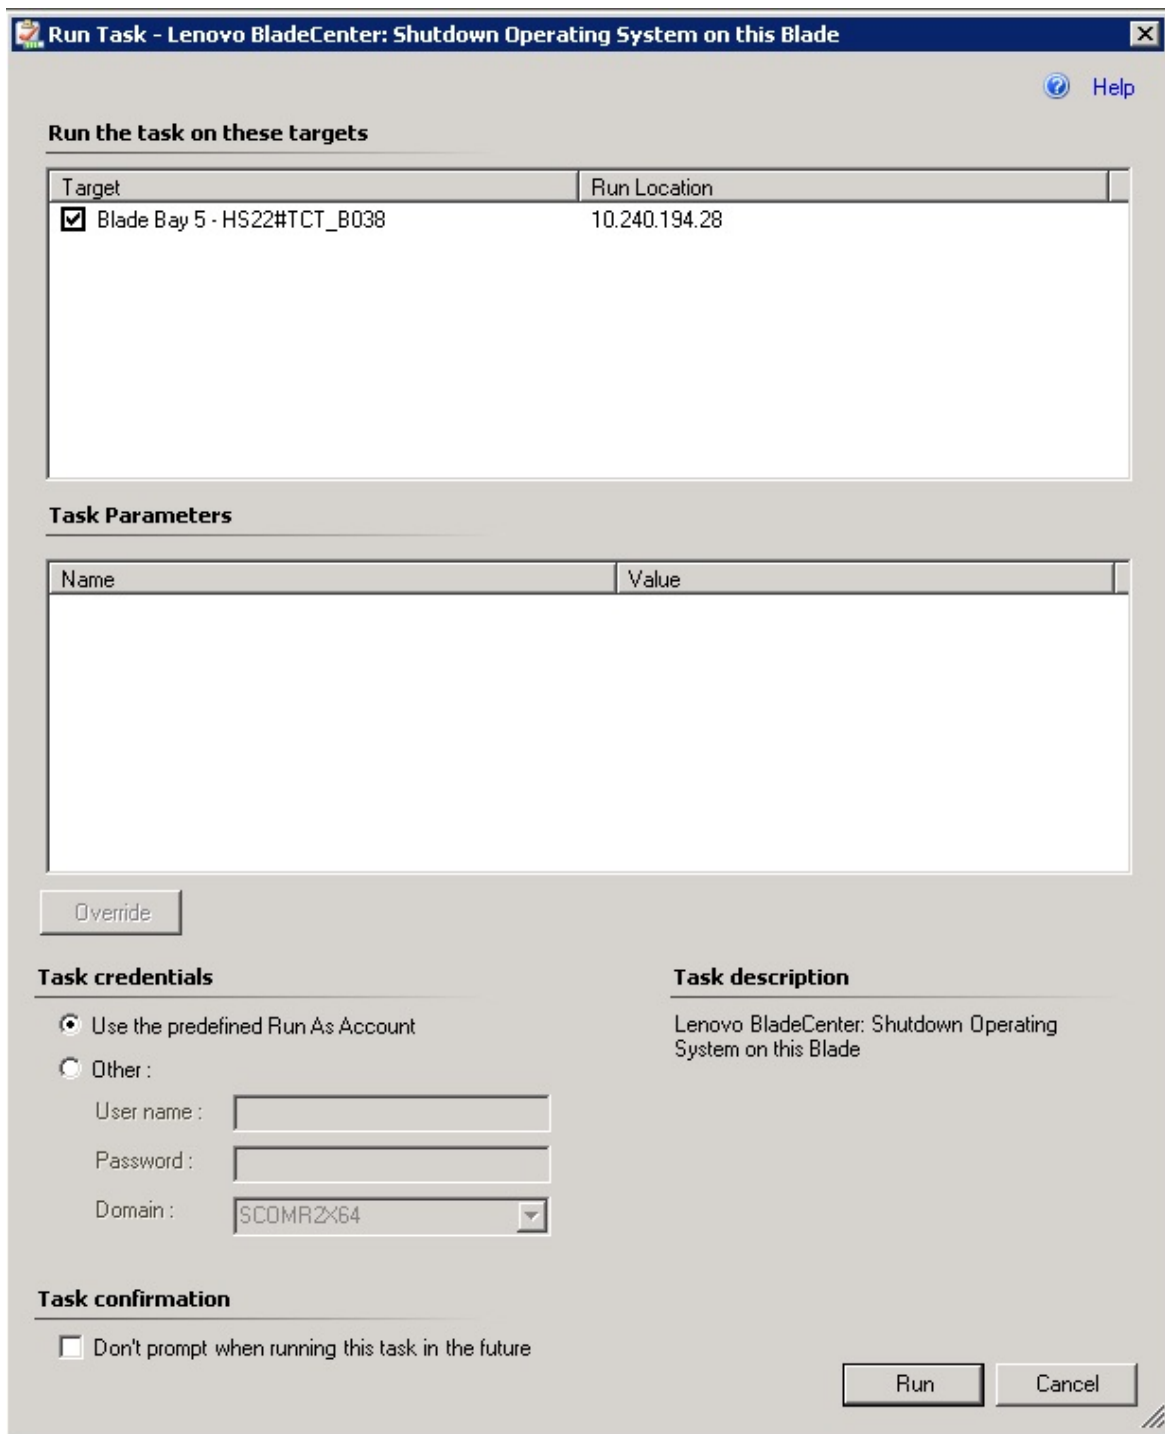 Run Task - Lenovo BladeCenter: Shutdown Operating System on this Blade
Help
Run the task on these targets
Target Run Location
Blade Bay 5 - HS22#TCT_B038 10.240.194.28
Task Parameters
Name Value
Override
Task credentials
Use the predefined Run As Account
Other :
User name :
Password :
Domain : SCOMR2X64
Task description
Lenovo BladeCenter: Shutdown Operating
System on this Blade
Task confirmation
Don't prompt when running this task in the future
Run Cancel